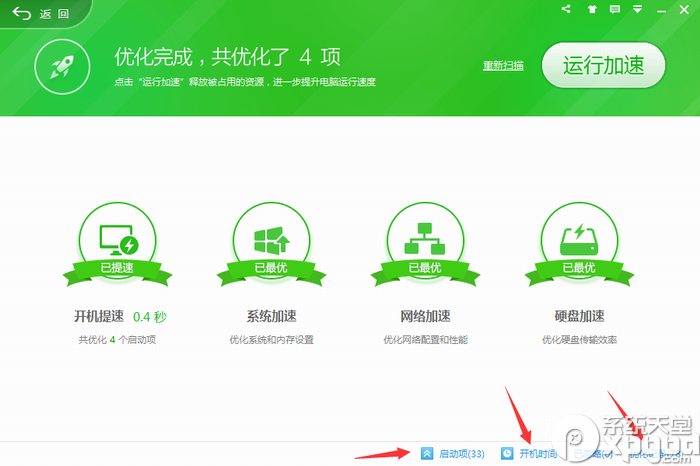 返 回
优化完成，共优化了 4 项
点击“运行加速”释放被占用的资源，进一步提升电脑运行速度
重新扫描
运行加速
已提速
已最优
已最优
已最优
开机提速 0.4 秒
系统加速
网络加速
硬盘加速
共优化 4 个启动项
优化系统和内存设置
优化网络配置和性能
优化硬盘传输效率
启动项(33)
开机时间
系统天堂